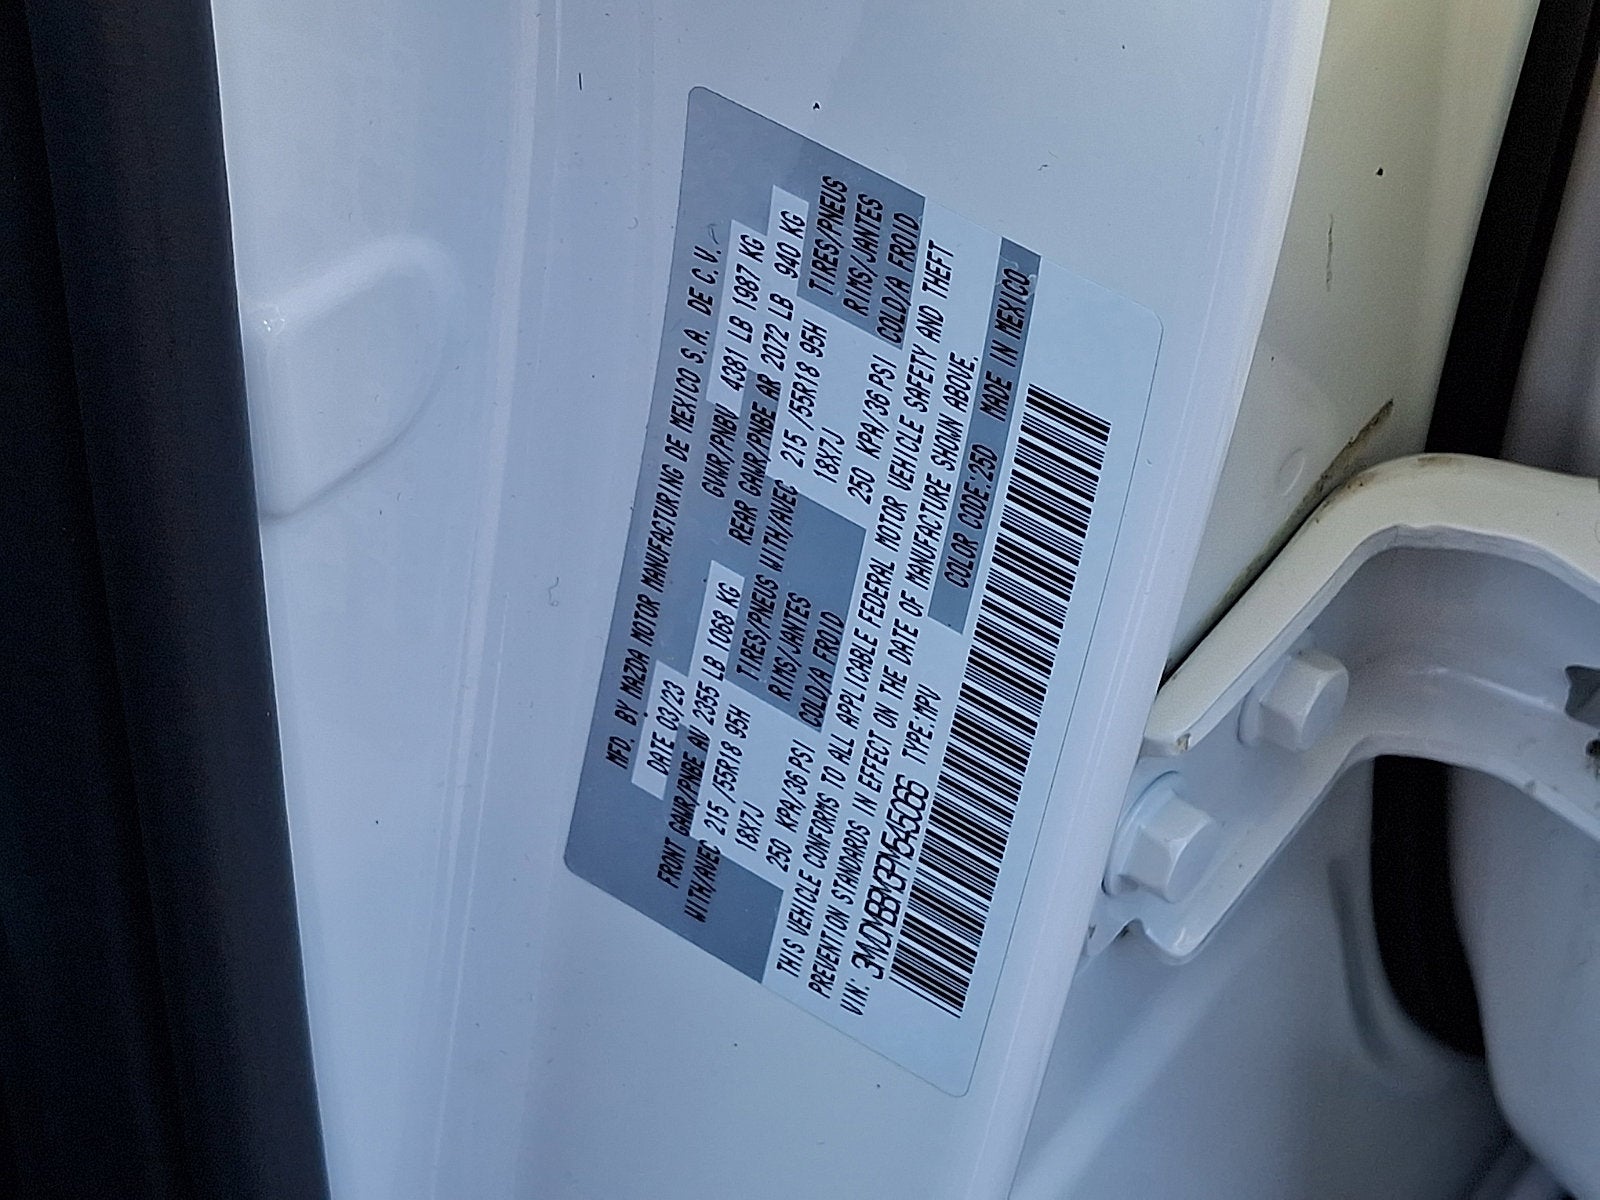 MFD. BY MAZDA MOTOR MANUFACTURING DE MEXICO S.A. DE C.V.
DATE 03/23 GVWR/PNBV 4381 LB 1987 KG
FRONT GAWR/PNBE AV 2355 LB 1068 KG REAR GAWR/PNBE AR 2072 LB 940 KG
WITH/AVEC 215 /55R18 95H TIRES/PNEUS WITH/AVEC 215 /55R18 95H TIRES/PNEUS
18X7J RIMS/JANTES 18X7J RIMS/JANTES
250 KPA/36 PSI COLD/A FROID 250 KPA/36 PSI COLD/A FROID
THIS VEHICLE CONFORMS TO ALL APPLICABLE FEDERAL MOTOR VEHICLE SAFETY AND THEFT
PREVENTION STANDARDS IN EFFECT ON THE DATE OF MANUFACTURE SHOWN ABOVE.
VIN: 3MVDMBBM3PM545066 TYPE:MPV COLOR CODE:25D MADE IN MEXICO